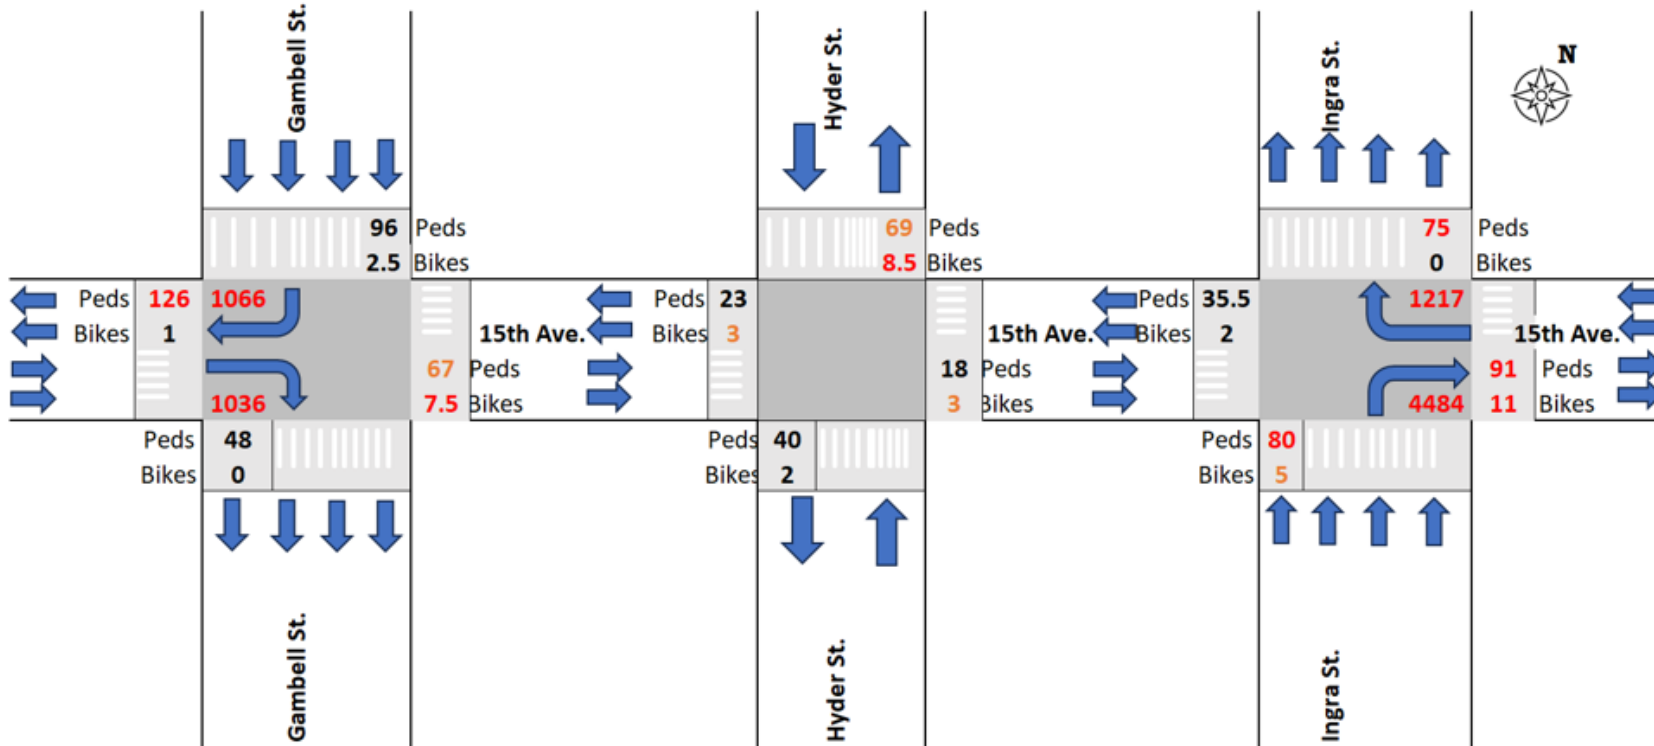 Gambell St.
Hyder St.
Ingra St.
N
96 Peds
2.5 Bikes
69 Peds
8.5 Bikes
75 Peds
0 Bikes
Peds 126 1066
Bikes 1
15th Ave.
67 Peds
1036 7.5 Bikes
Peds 23
Bikes 3
15th Ave.
18 Peds
3 Bikes
Peds 35.5
Bikes 2
1217
15th Ave.
91 Peds
4484 11 Bikes
Peds 48
Bikes 0
Peds 40
Bikes 2
Peds 80
Bikes 5
Gambell St.
Hyder St.
Ingra St.